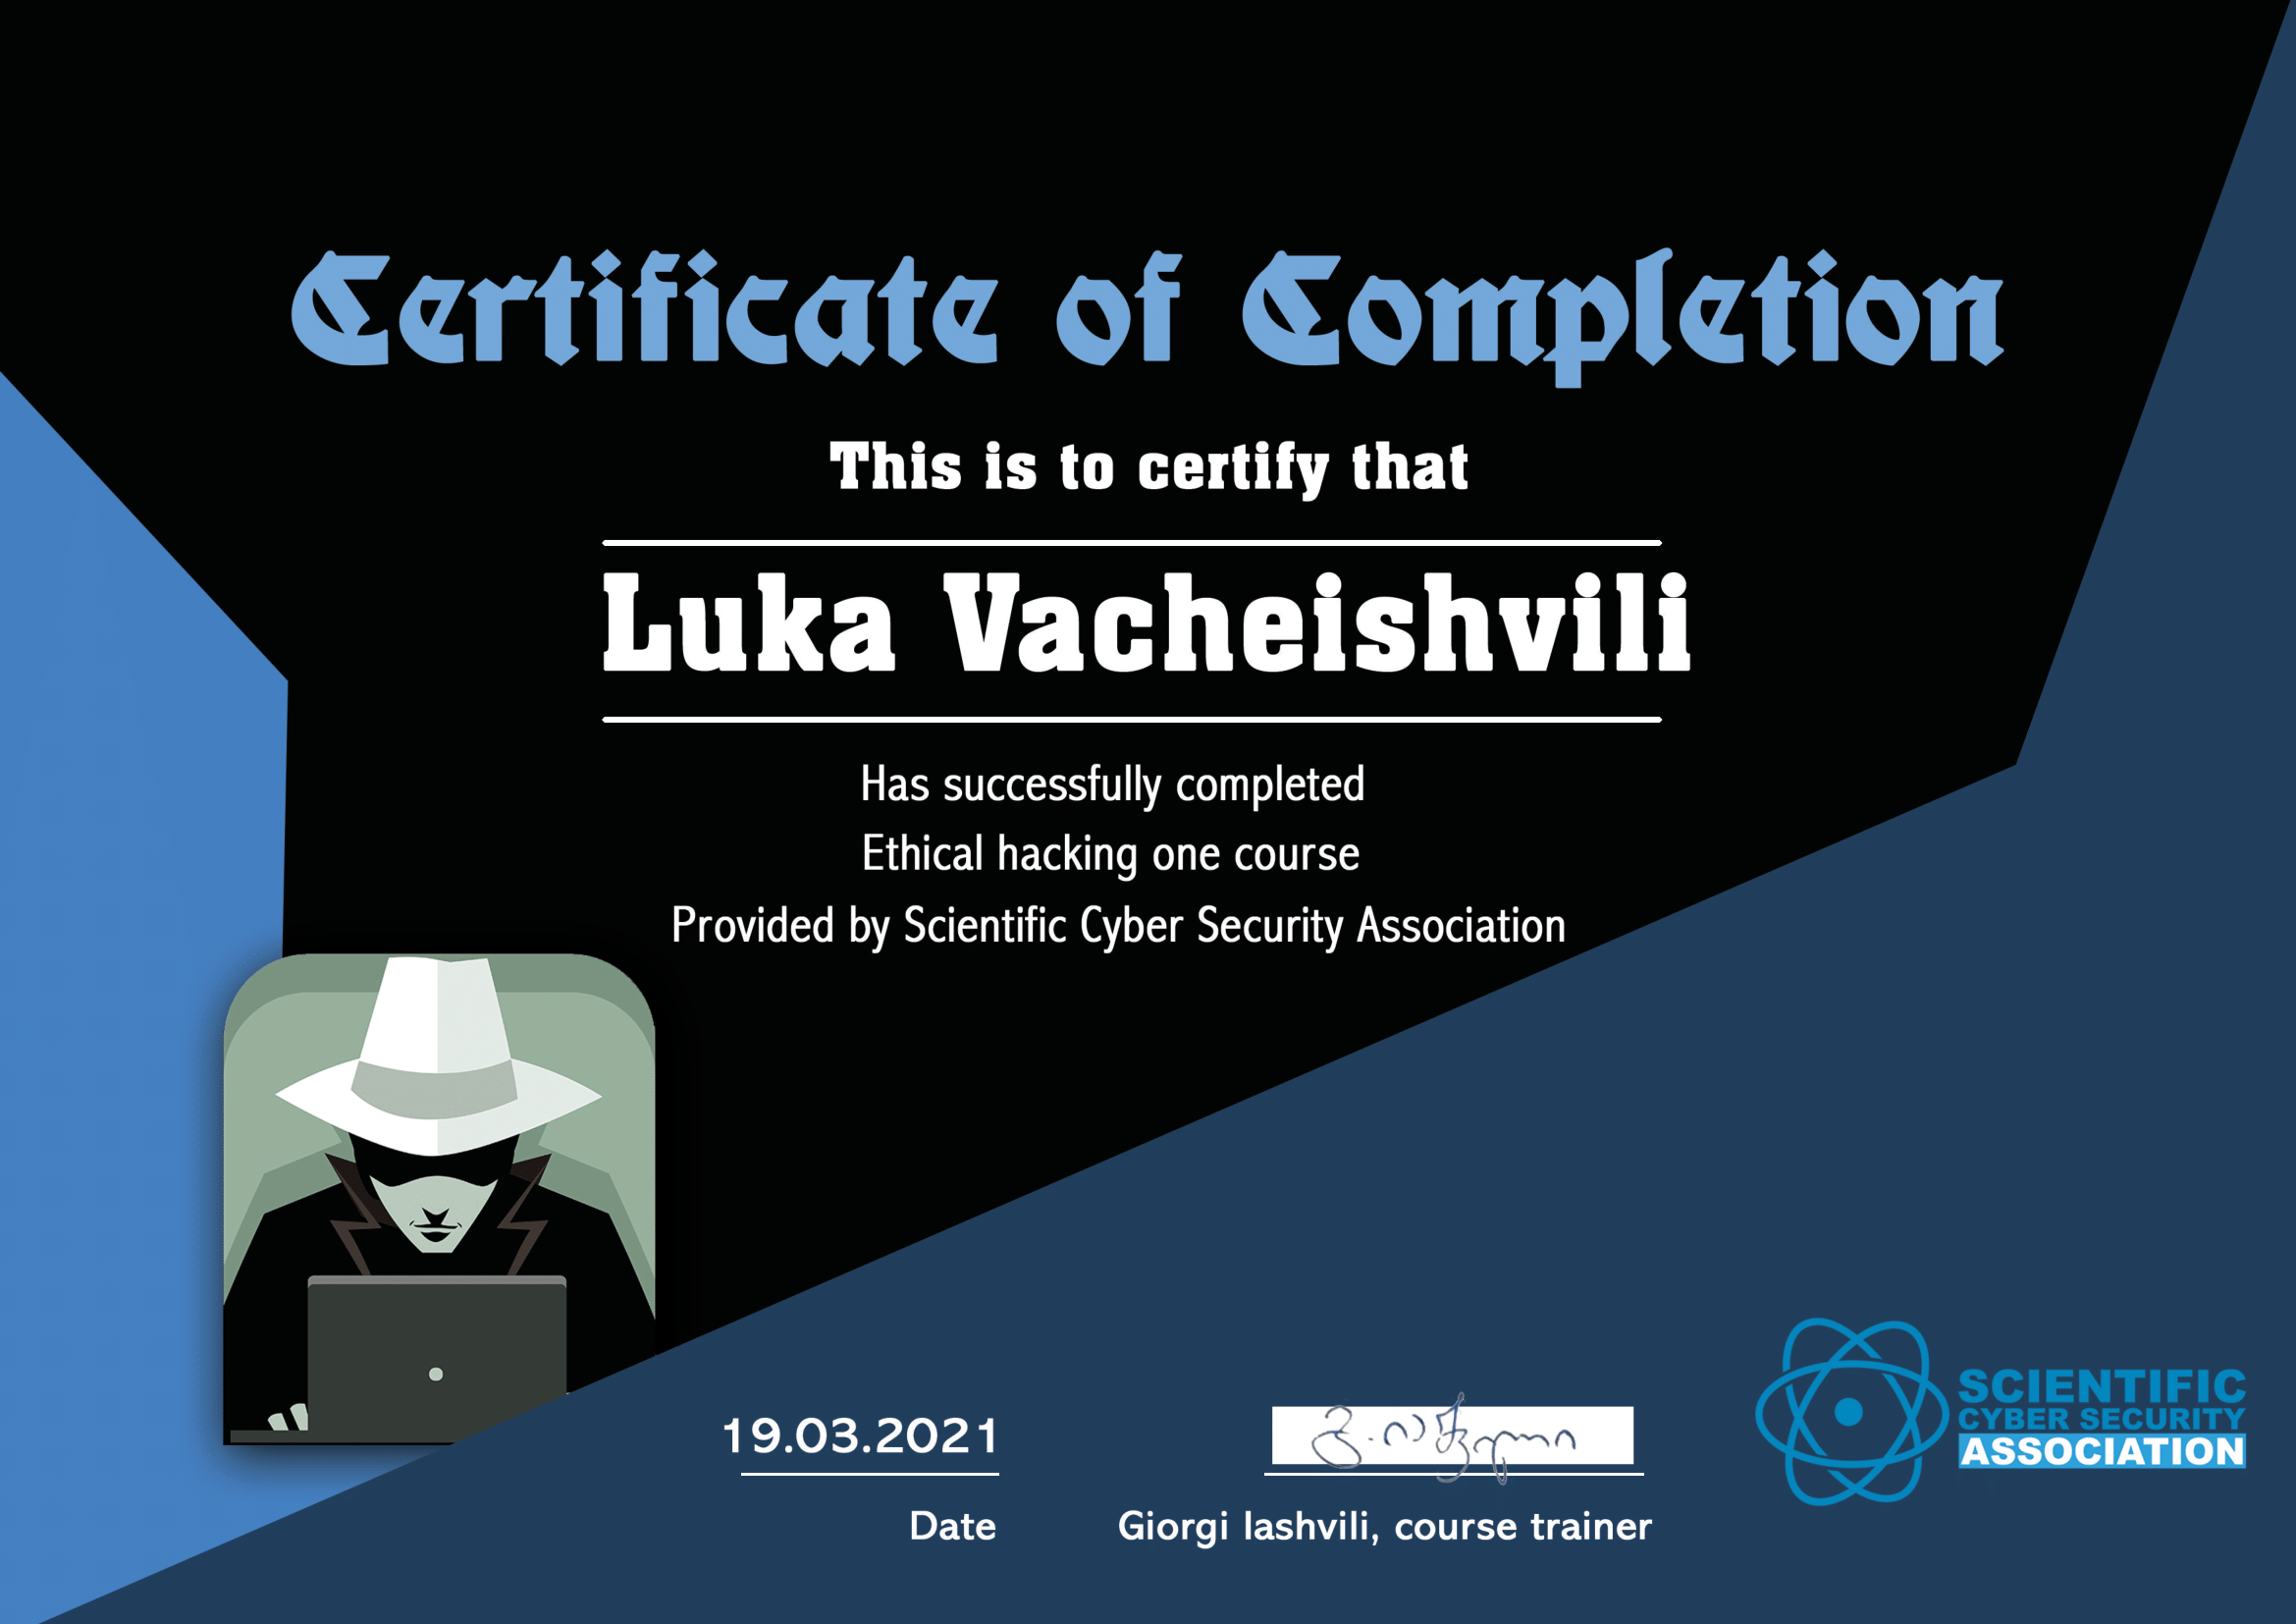 Certificate of Completion
This is to certify that
Luka Vacheishvili
Has successfully completed
Ethical hacking one course
Provided by Scientific Cyber Security Association
19.03.2021
Date
Giorgi Iashvili, course trainer
SCIENTIFIC
CYBER SECURITY
ASSOCIATION